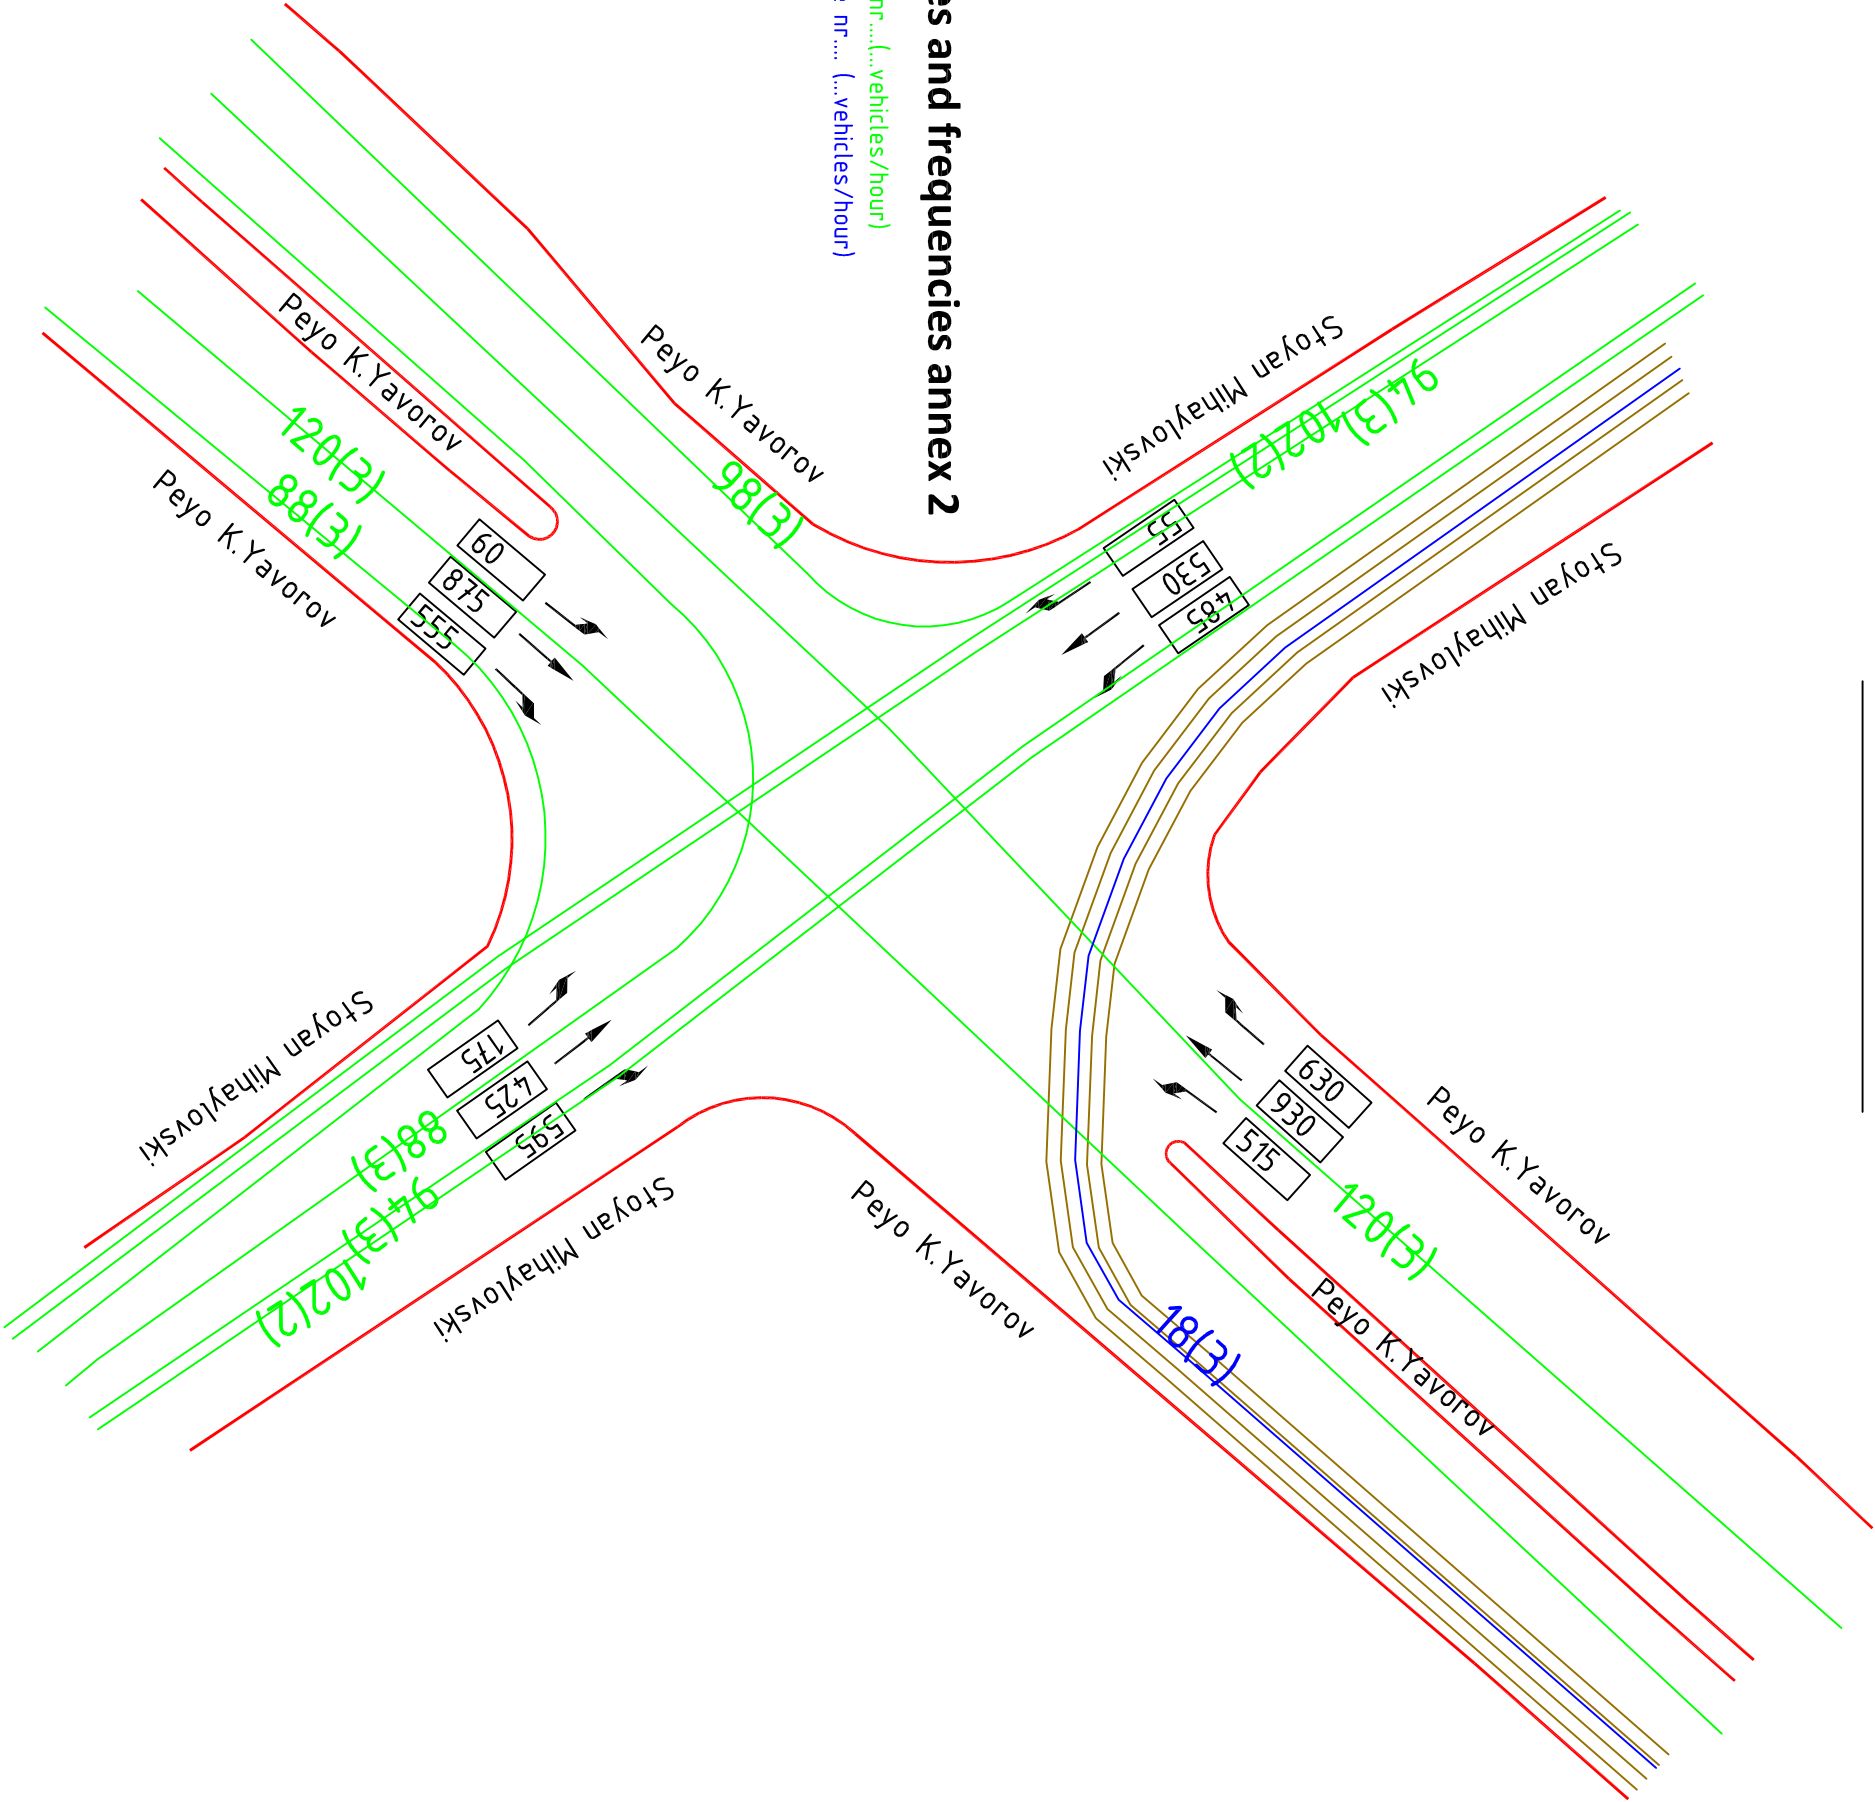 es and frequencies annex 2
nr....(...vehicles/hour)
nr.... (...vehicles/hour)
Peyo K.Yavorov
Peyo K.Yavorov
Peyo K.Yavorov
120(3)
88(3)
98(3)
60
875
555
Stoyan Mihaylovski
94(3)
102(2)
55
530
485
Stoyan Mihaylovski
Stoyan Mihaylovski
175
425
595
88(3)
94(3)
102(2)
Stoyan Mihaylovski
Peyo K.Yavorov
630
930
515
Peyo K.Yavorov
120(3)
Peyo K.Yavorov
18(3)